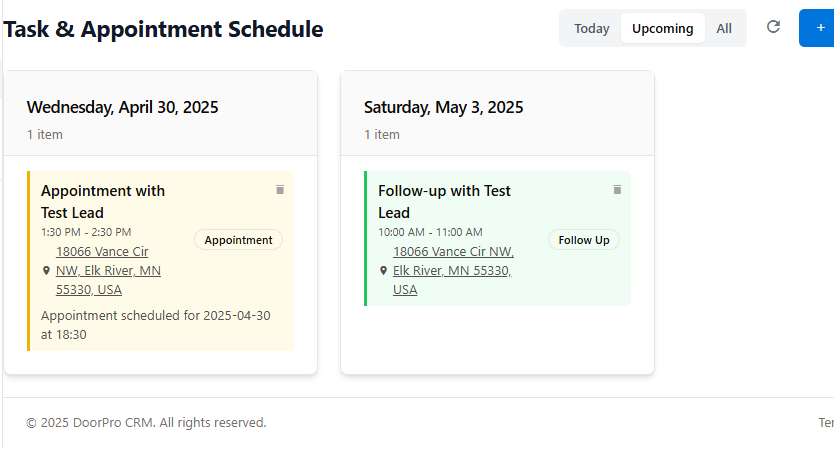 Task & Appointment Schedule
Today
Upcoming
All
+
Wednesday, April 30, 2025
1 item
Appointment with
Test Lead
1:30 PM - 2:30 PM
Appointment
18066 Vance Cir
NW, Elk River, MN
55330, USA
Appointment scheduled for 2025-04-30
at 18:30
Saturday, May 3, 2025
1 item
Follow-up with Test
Lead
10:00 AM - 11:00 AM
Follow Up
18066 Vance Cir NW,
Elk River, MN 55330,
USA
© 2025 DoorPro CRM. All rights reserved.